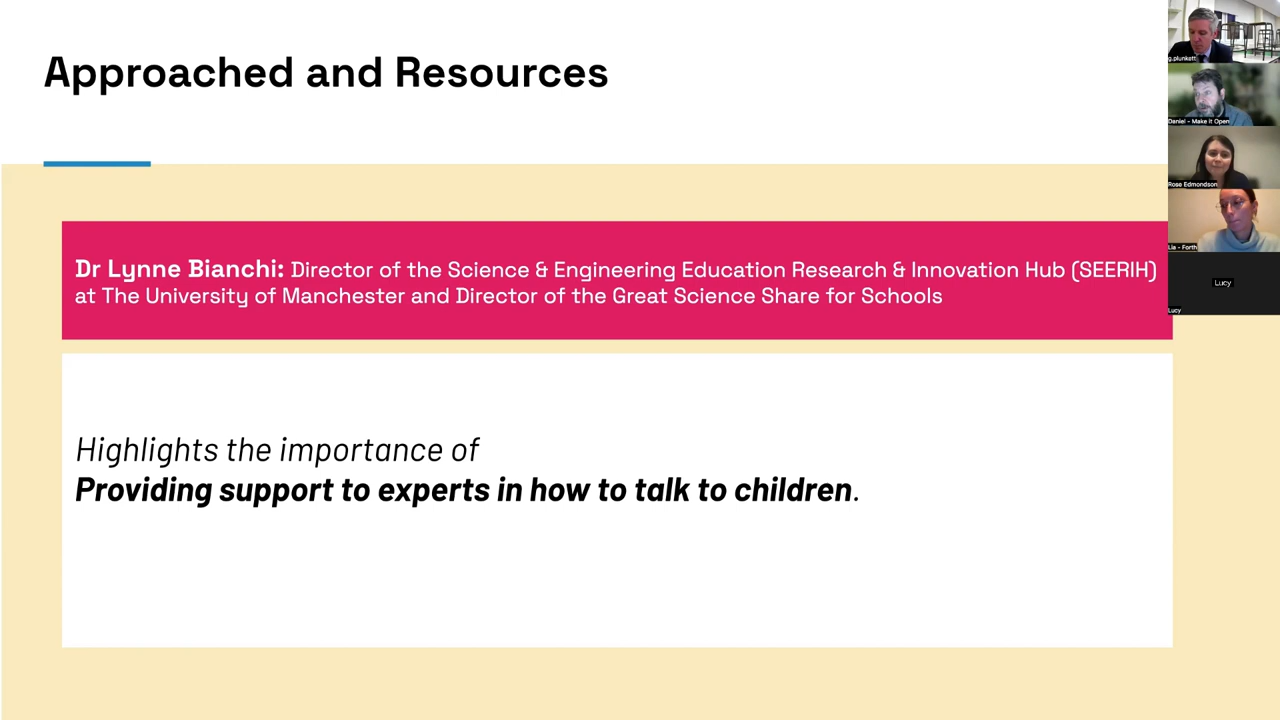 Approached and Resources
Dr Lynne Bianchi: Director of the Science & Engineering Education Research & Innovation Hub (SEERIH)
at The University of Manchester and Director of the Great Science Share for Schools
Highlights the importance of
Providing support to experts in how to talk to children.
g.plunkett
Daniel - Make it Open
Rose Edmondson
Lia - Forth
Lucy
Lucy